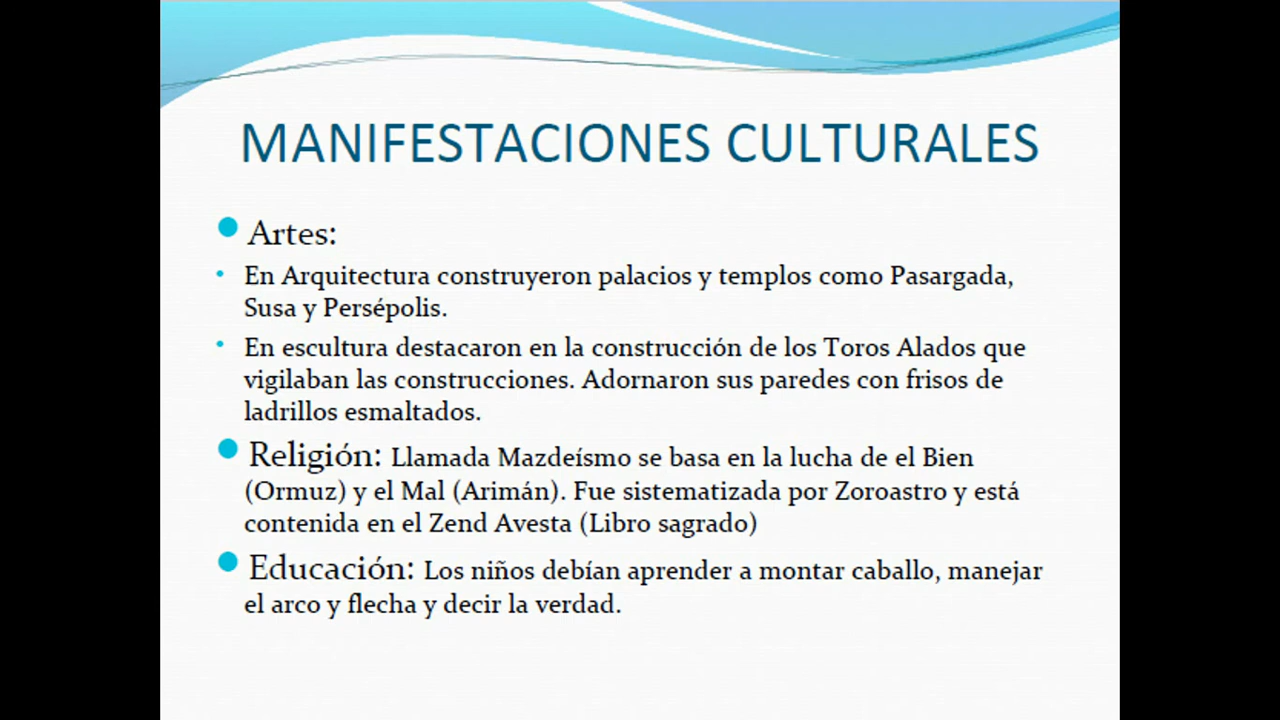 MANIFESTACIONES CULTURALES
Artes:
En Arquitectura construyeron palacios y templos como Pasargada,
Susa y Persépolis.
En escultura destacaron en la construcción de los Toros Alados que
vigilaban las construcciones. Adornaron sus paredes con frisos de
ladrillos esmaltados.
Religión: Llamada Mazdeísmo se basa en la lucha de el Bien
(Ormuz) y el Mal (Arimán). Fue sistematizada por Zoroastro y está
contenida en el Zend Avesta (Libro sagrado)
Educación: Los niños debían aprender a montar caballo, manejar
el arco y flecha y decir la verdad.